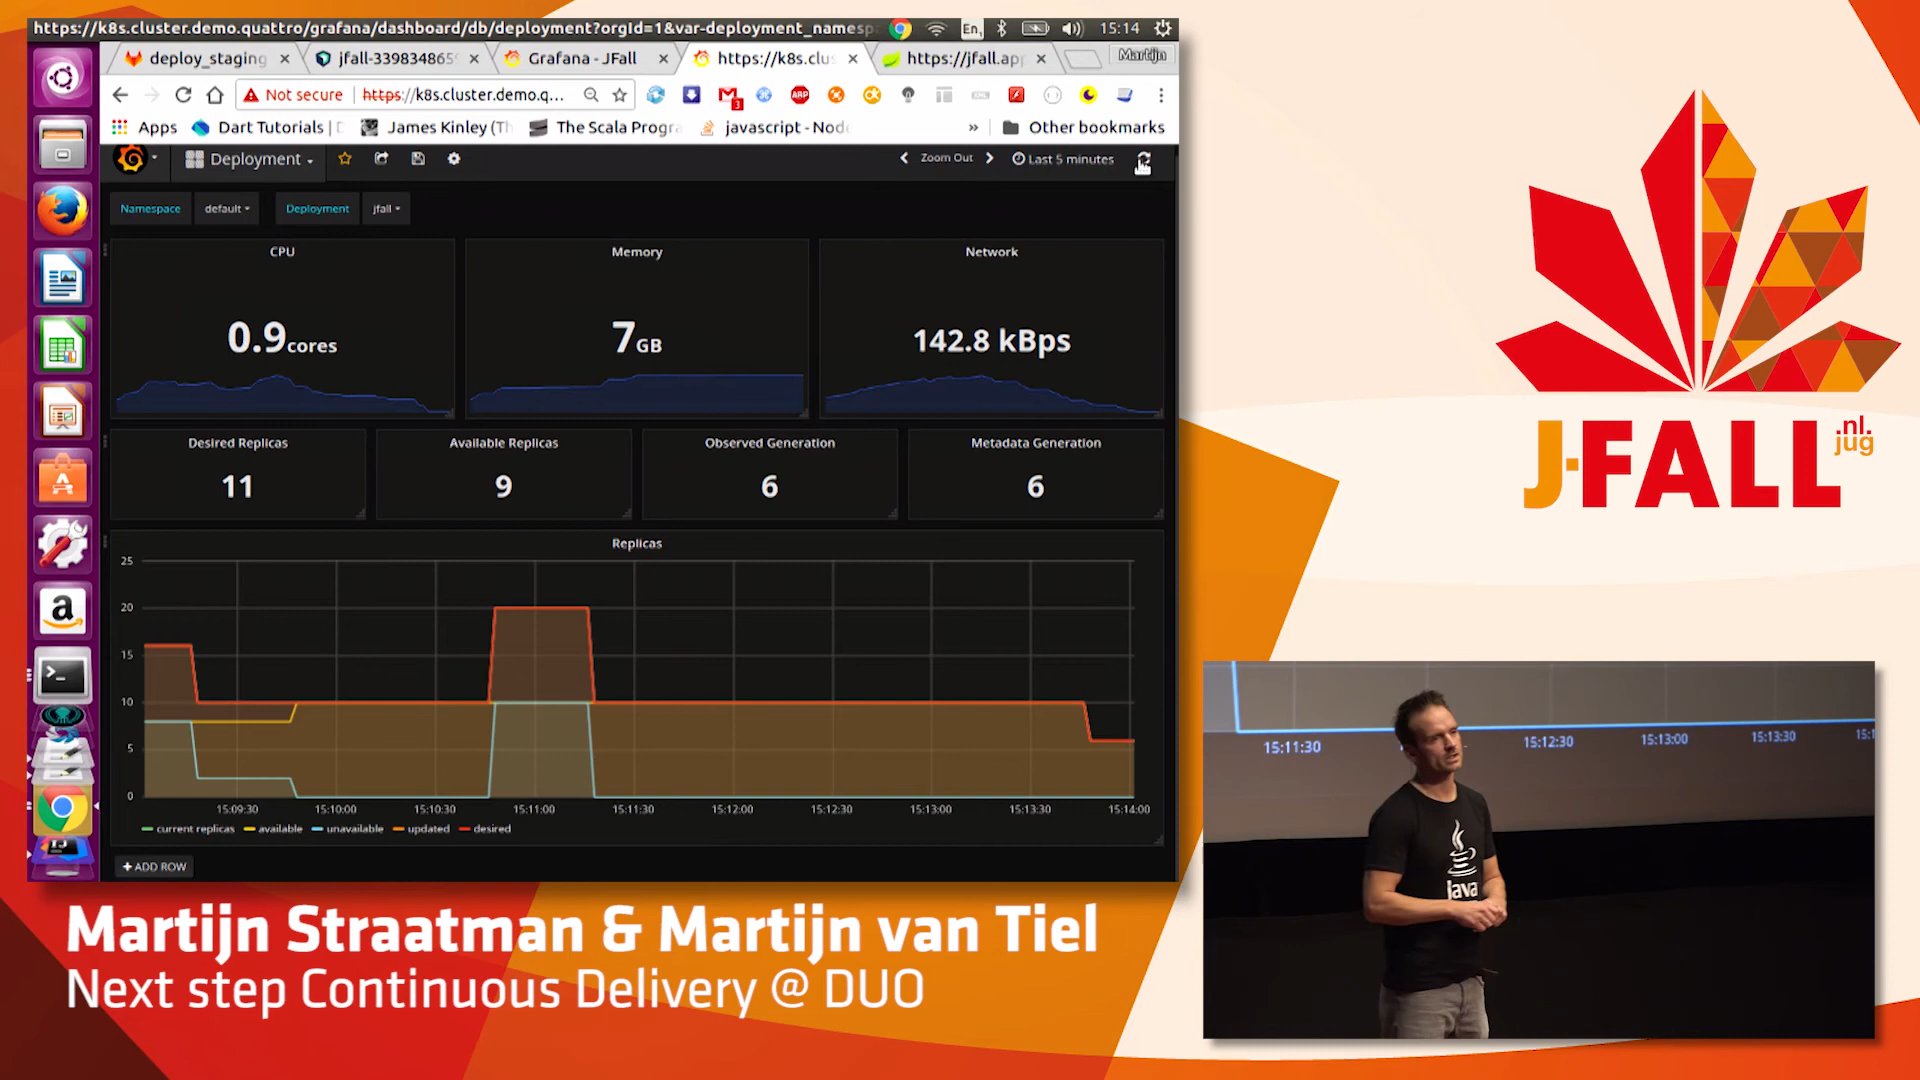 https://k8s.cluster.demo.quattro/grafana/dashboard/db/deployment?orgId=1&var-deployment_namesp
En
15:14
deploy_staging
jfall-339834865
Grafana - JFall
https://k8s.clu
https://jfall.ap
Martijn
Not secure
https://k8s.cluster.demo.q...
3
ABP
Apps
Dart Tutorials |
James Kinley (Th
The Scala Progra
javascript - Nod
»
Other bookmarks
Deployment
Zoom Out
Last 5 minutes
Namespace
default
Deployment
jfall
CPU
Memory
Network
0.9cores
7GB
142.8 kBps
Desired Replicas
Available Replicas
Observed Generation
Metadata Generation
11
9
6
6
Replicas
25
20
15
10
5
0
15:09:30
15:10:00
15:10:30
15:11:00
15:11:30
15:12:00
15:12:30
15:13:00
15:13:30
15:14:00
current replicas
available
unavailable
updated
desired
+ ADD ROW
J-FALL
.nl.
jug
15:11:30
15:12:30
15:13:00
15:13:30
java
Martijn Straatman & Martijn van Tiel
Next step Continuous Delivery @ DUO